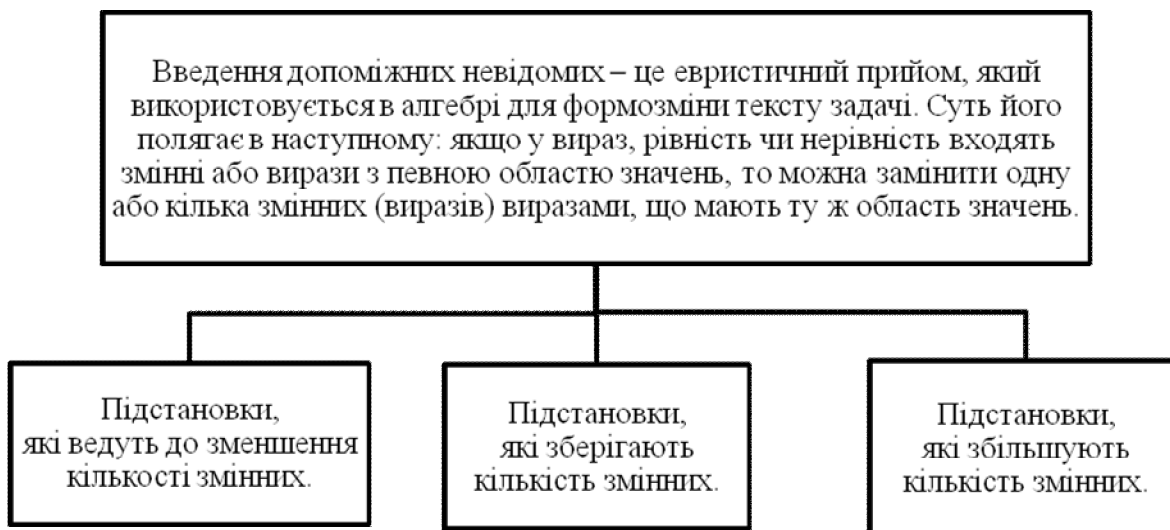 Введення допоміжних невідомих – це евристичний прийом, який
використовується в алгебрі для формозміни тексту задачі. Суть його
полягає в наступному: якщо у вираз, рівність чи нерівність входять
змінні або вирази з певною областю значень, то можна замінити одну
або кілька змінних (виразів) виразами, що мають ту ж область значень.
Підстановки,
які ведуть до зменшення
кількості змінних.
Підстановки,
які зберігають
кількість змінних.
Підстановки,
які збільшують
кількість змінних.